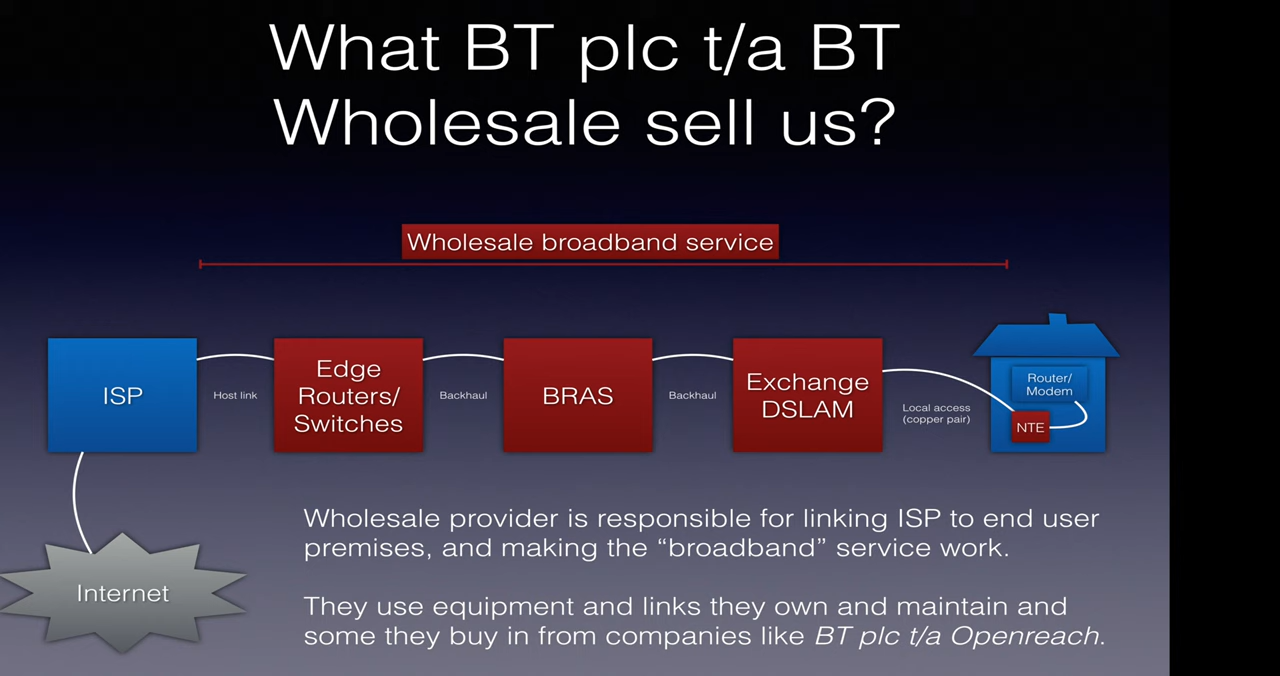 What BT plc t/a BT
Wholesale sell us?
Wholesale broadband service
ISP
Host link
Edge
Routers/
Switches
Backhaul
BRAS
Backhaul
Exchange
DSLAM
Local access
(copper pair)
Router/
Modem
NTE
Internet
Wholesale provider is responsible for linking ISP to end user
premises, and making the “broadband” service work.
They use equipment and links they own and maintain and
some they buy in from companies like BT plc t/a Openreach.